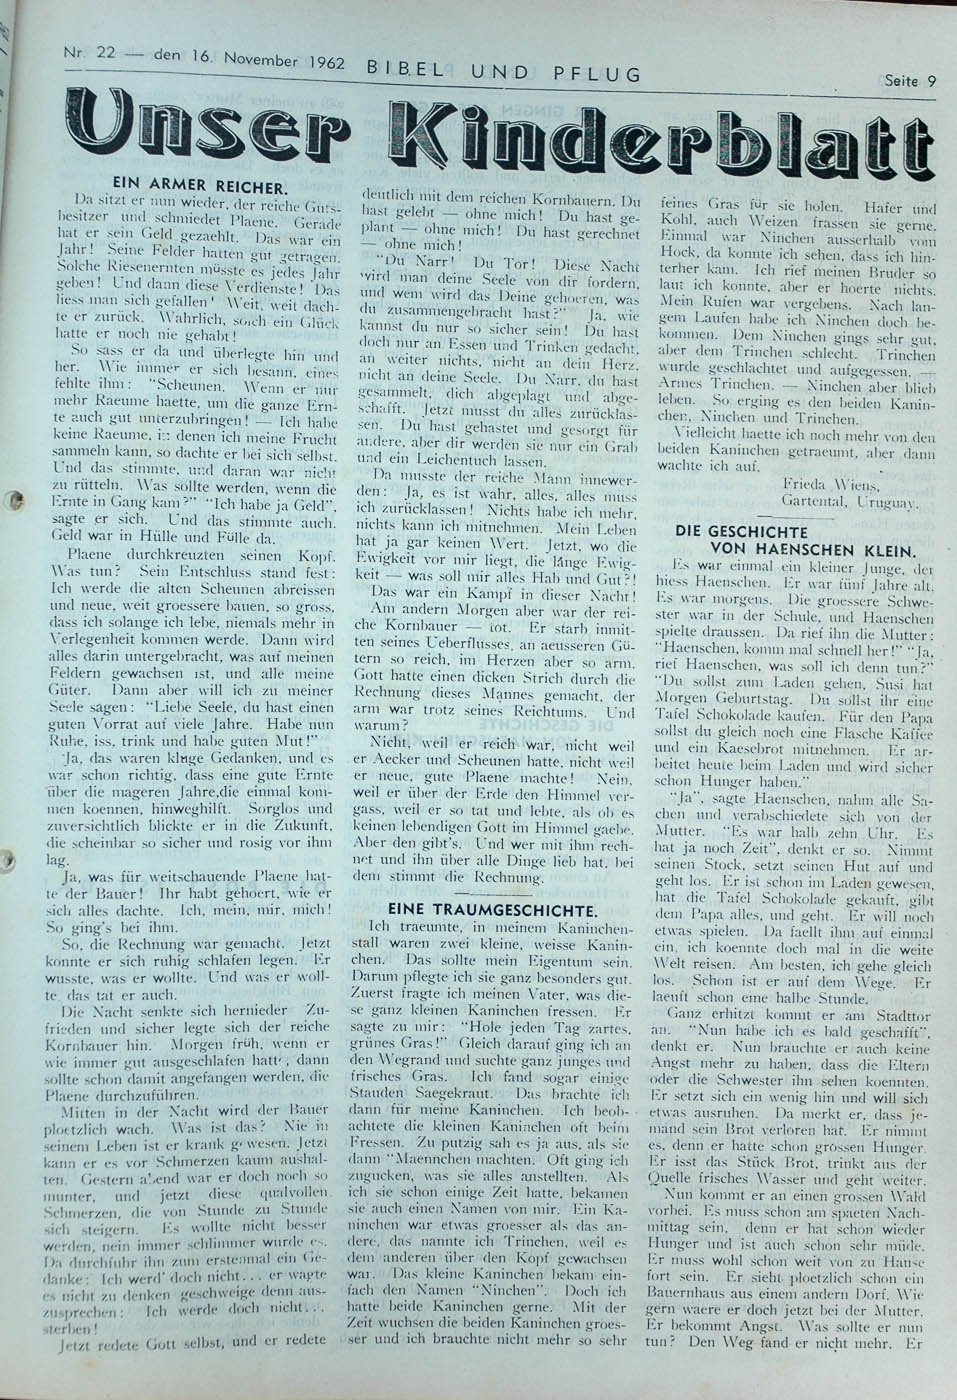 Nr. 22 — den 16. November 1962 BIBEL UND PFLUG Seite 9
Unser Kinderblatt
EIN ARMER REICHER.
Da sitzt er nun wieder, der reiche Guts-
besitzer und schmiedet Plaene. Gerade
hat er sein Geld gezaehlt. Das war ein
Jahr! Seine Felder hatten gut getragen.
Solche Riesenernten müsste es jedes Jahr
geben! Und dann diese Verdienste! Das
liess man sich gefallen! Weit, weit dach-
te er zurück. Wahrlich, solch ein Glück
hatte er noch nie gehabt!
So sass er da und überlegte hin und
her. Wie immer er sich besann, eines
fehlte ihm: "Scheunen. Wenn er nur
mehr Raeume haette, um die ganze Ern-
te auch gut unterzubringen! — Ich habe
keine Raeume, in denen ich meine Frucht
sammeln kann, so dachte er bei sich selbst.
Und das stimmte, und daran war nicht
zu rütteln. Was sollte werden, wenn die
Ernte in Gang kam?" "Ich habe ja Geld",
sagte er sich. Und das stimmte auch.
Geld war in Hülle und Fülle da.
Plaene durchkreuzten seinen Kopf.
Was tun? Sein Entschluss stand fest:
Ich werde die alten Scheunen abreissen
und neue, weit groessere bauen, so gross,
dass ich solange ich lebe, niemals mehr in
Verlegenheit kommen werde. Dann wird
alles darin untergebracht, was auf meinen
Feldern gewachsen ist, und alle meine
Güter. Dann aber will ich zu meiner
Seele sagen: "Liebe Seele, du hast einen
guten Vorrat auf viele Jahre. Habe nun
Ruhe, iss, trink und habe guten Mut!"
Ja, das waren kluge Gedanken, und es
war schon richtig, dass eine gute Ernte
über die mageren Jahre,die einmal kom-
men koennen, hinweghilft. Sorglos und
zuversichtlich blickte er in die Zukunft,
die scheinbar so sicher und rosig vor ihm
lag.
Ja, was für weitschauende Plaene hat-
te der Bauer! Ihr habt gehoert, wie er
sich alles dachte. Ich, mein, mir, mich!
So ging's bei ihm.
So, die Rechnung war gemacht. Jetzt
konnte er sich ruhig schlafen legen. Er
wusste, was er wollte. Und was er woll-
te das tat er auch.
Die Nacht senkte sich hernieder Zu-
frieden und sicher legte sich der reiche
Kornbauer hin. Morgen früh, wenn er
wie immer gut ausgeschlafen hatte, dann
sollte schon damit angefangen werden, die
Plaene durchzuführen.
Mitten in der Nacht wird der Bauer
ploetzlich wach. Was ist das? Nie in
seinem Leben ist er krank gewesen. Jetzt
kann er es vor Schmerzen kaum aushal-
ten. Gestern abend war er doch noch so
munter, und jetzt diese qualvollen
Schmerzen, die von Stunde zu Stunde
sich steigern. Es wollte nicht besser
werden, nein immer schlimmer wurde es.
Da durchfuhr ihn zum erstenmal ein Ge-
danke: Ich werd' doch nicht... er wagte
es nicht zu denken geschweige denn aus-
zusprechen: Ich werde doch nicht...
sterben!
Jetzt redete Gott selbst, und er redete
deutlich mit dem reichen Kornbauern. Du
hast gelebt — ohne mich! Du hast ge-
plant — ohne mich! Du hast gerechnet
— ohne mich!
"Du Narr! Du Tor! Diese Nacht
wird man deine Seele von dir fordern,
und wem wird das Deine gehoeren, was
du zusammengebracht hast?" Ja, wie
kannst du nur so sicher sein! Du hast
doch nur an Essen und Trinken gedacht,
an weiter nichts, nicht an dein Herz,
nicht an deine Seele. Du Narr, du hast
gesammelt, dich abgeplagt und abge-
schafft. Jetzt musst du alles zurücklas-
sen. Du hast gehastet und gesorgt für
andere, aber dir werden sie nur ein Grab
und ein Leichentuch lassen.
Da musste der reiche Mann innewer-
den: Ja, es ist wahr, alles, alles muss
ich zurücklassen! Nichts habe ich mehr,
nichts kann ich mitnehmen. Mein Leben
hat ja gar keinen Wert. Jetzt, wo die
Ewigkeit vor mir liegt, die lânge Ewig-
keit — was soll mir alles Hab und Gut?!
Das war ein Kampf in dieser Nacht!
Am andern Morgen aber war der rei-
che Kornbauer — tot. Er starb inmit-
ten seines Ueberflusses, an aeusseren Gü-
tern so reich, im Herzen aber so arm.
Gott hatte einen dicken Strich durch die
Rechnung dieses Mannes gemacht, der
arm war trotz seines Reichtums. Und
warum?
Nicht, weil er reich war, nicht weil
er Aecker und Scheunen hatte, nicht weil
er neue, gute Plaene machte! Nein,
weil er über der Erde den Himmel ver-
gass, weil er so tat und lebte, als ob es
keinen lebendigen Gott im Himmel gaebe.
Aber den gibt's. Und wer mit ihm rech-
net und ihn über alle Dinge lieb hat, bei
dem stimmt die Rechnung.
EINE TRAUMGESCHICHTE.
Ich traeumte, in meinem Kaninchen-
stall waren zwei kleine, weisse Kanin-
chen. Das sollte mein Eigentum sein.
Darum pflegte ich sie ganz besonders gut.
Zuerst fragte ich meinen Vater, was die-
se ganz kleinen Kaninchen fressen. Er
sagte zu mir: "Hole jeden Tag zartes,
grünes Gras!" Gleich darauf ging ich an
den Wegrand und suchte ganz junges und
frisches Gras. Ich fand sogar einige
Stauden Saegekraut. Das brachte ich
dann für meine Kaninchen. Ich beob-
achtete die kleinen Kaninchen oft beim
Fressen. Zu putzig sah es ja aus, als sie
dann "Maennchen machten. Oft ging ich
zugucken, was sie alles anstellten. Als
ich sie schon einige Zeit hatte, bekamen
sie auch einen Namen von mir. Ein Ka-
ninchen war etwas groesser als das an-
dere, das nannte ich Trinchen, weil es
dem anderen über den Kopf gewachsen
war. Das kleine Kaninchen bekam ein-
fach den Namen "Ninchen". Doch ich
hatte beide Kaninchen gerne. Mit der
Zeit wuchsen die beiden Kaninchen groes-
ser und ich brauchte nicht mehr so sehr
feines Gras für sie holen. Hafer und
Kohl, auch Weizen frassen sie gerne.
Einmal war Ninchen ausserhalb vom
Hock, da konnte ich sehen, dass ich hin-
terher kam. Ich rief meinen Bruder so
laut ich konnte, aber er hoerte nichts.
Mein Rufen war vergebens. Nach lan-
gem Laufen habe ich Ninchen doch be-
kommen. Dem Ninchen gings sehr gut,
aber dem Trinchen schlecht. Trinchen
wurde geschlachtet und aufgegessen, —
Armes Trinchen. — Ninchen aber blieb
leben. So erging es den beiden Kanin-
chen, Ninchen und Trinchen.
Vielleicht haette ich noch mehr von den
beiden Kaninchen getraeumt, aber dann
wachte ich auf.
Frieda Wiens,
Gartental, Uruguay.
DIE GESCHICHTE
VON HAENSCHEN KLEIN.
Es war einmal ein kleiner Junge, der
hiess Haenschen. Er war fünf Jahre alt.
Es war morgens. Die groessere Schwe-
ster war in der Schule, und Haenschen
spielte draussen. Da rief ihn die Mutter:
"Haenschen, komm mal schnell her!" "Ja,
rief Haenschen, was soll ich denn tun?"
"Du sollst zum Laden gehen, Susi hat
Morgen Geburtstag. Du sollst ihr eine
Tafel Schokolade kaufen. Für den Papa
sollst du gleich noch eine Flasche Kaffee
und ein Kaesebrot mitnehmen. Er ar-
beitet heute beim Laden und wird sicher
schon Hunger haben."
"Ja", sagte Haenschen, nahm alle Sa-
chen und verabschiedete sich von der
Mutter. "Es war halb zehn Uhr. Es
hat ja noch Zeit", denkt er so. Nimmt
seinen Stock, setzt seinen Hut auf und
geht los. Er ist schon im Laden gewesen,
hat die Tafel Schokolade gekauft, gibt
dem Papa alles, und geht. Er will noch
etwas spielen. Da faellt ihm auf einmal
ein, ich koennte doch mal in die weite
Welt reisen. Am besten, ich gehe gleich
los. Schon ist er auf dem Wege. Er
laeuft schon eine halbe Stunde.
Ganz erhitzt kommt er am Stadttor
an. "Nun habe ich es bald geschafft",
denkt er. Nun brauchte er auch keine
Angst mehr zu haben, dass die Eltern
oder die Schwester ihn sehen koennten.
Er setzt sich ein wenig hin und will sich
etwas ausruhen. Da merkt er, dass je-
mand sein Brot verloren hat. Er nimmt
es, denn er hatte schon grossen Hunger.
Er isst das Stück Brot, trinkt aus der
Quelle frisches Wasser und geht weiter.
Nun kommt er an einen grossen Wald
vorbei. Es muss schon am spaeten Nach-
mittag sein, denn er hat schon wieder
Hunger und ist auch schon sehr müde.
Er muss wohl schon weit von zu Hause
fort sein. Er sieht ploetzlich schon ein
Bauernhaus aus einem andern Dorf. Wie
gern waere er doch jetzt bei der Mutter.
Er bekommt Angst. Was sollte er nun
tun? Den Weg fand er nicht mehr. Er